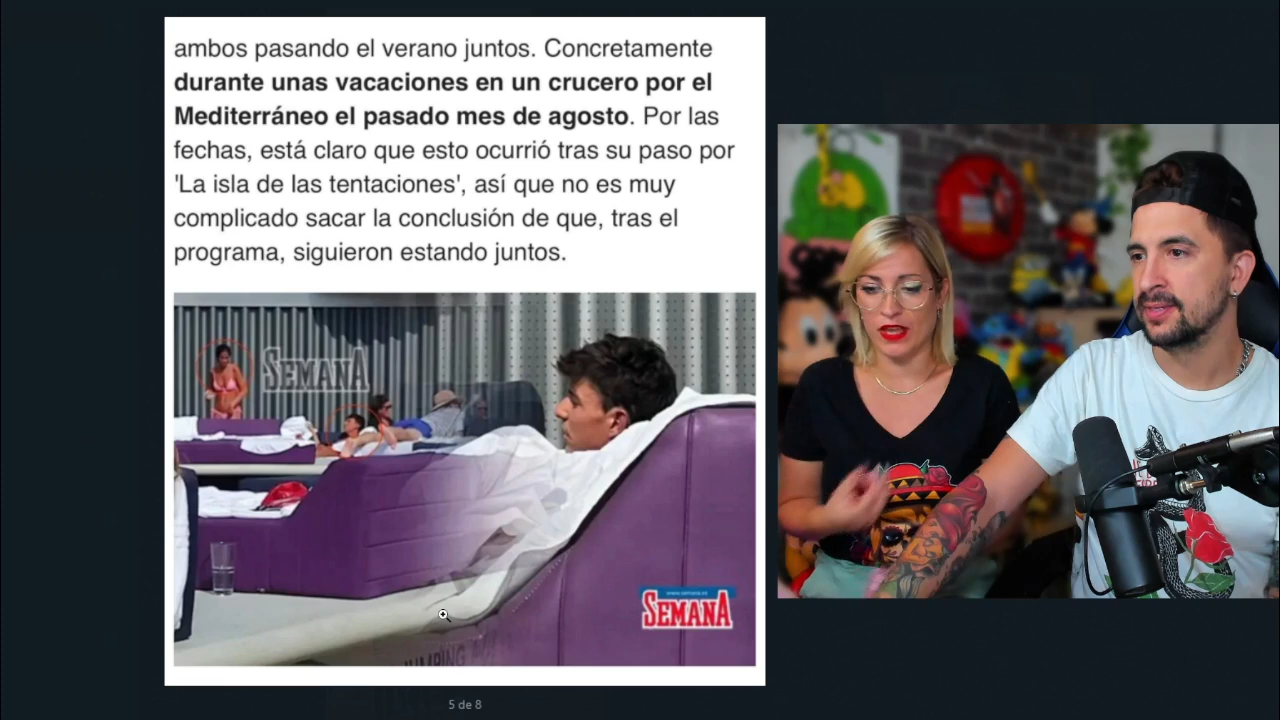 ambos pasando el verano juntos. Concretamente
durante unas vacaciones en un crucero por el
Mediterráneo el pasado mes de agosto. Por las
fechas, está claro que esto ocurrió tras su paso por
'La isla de las tentaciones', así que no es muy
complicado sacar la conclusión de que, tras el
programa, siguieron estando juntos.
SEMANA
www.semana.es
SEMANA
5 de 8